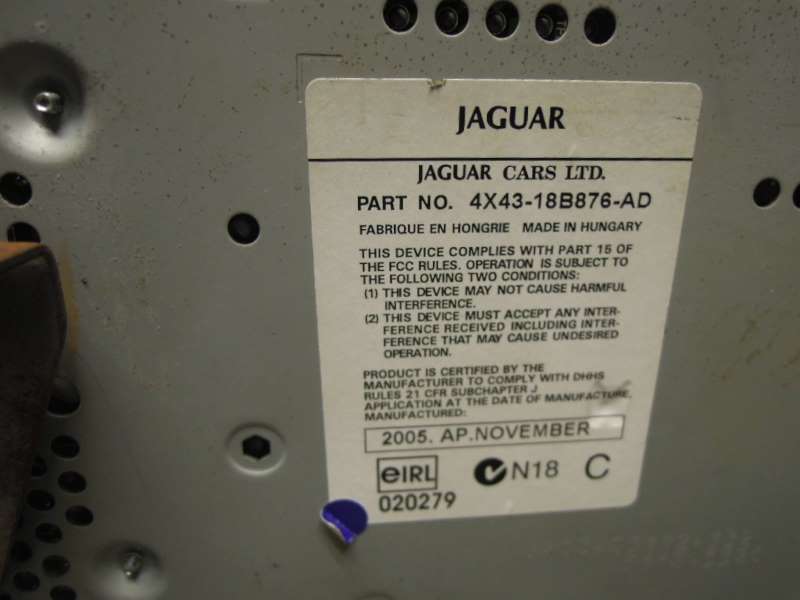 JAGUAR
JAGUAR CARS LTD.
PART NO. 4X43-18B876-AD
FABRIQUE EN HONGRIE MADE IN HUNGARY
THIS DEVICE COMPLIES WITH PART 15 OF
THE FCC RULES. OPERATION IS SUBJECT TO
THE FOLLOWING TWO CONDITIONS:
(1) THIS DEVICE MAY NOT CAUSE HARMFUL
INTERFERENCE.
(2) THIS DEVICE MUST ACCEPT ANY INTER-
FERENCE RECEIVED INCLUDING INTER-
FERENCE THAT MAY CAUSE UNDESIRED
OPERATION.
PRODUCT IS CERTIFIED BY THE
MANUFACTURER TO COMPLY WITH DHHS
RULES 21 CFR SUBCHAPTER J
APPLICATION AT THE DATE OF MANUFACTURE,
MANUFACTURED:
2005. AP.NOVEMBER
eIRL N18 C
020279